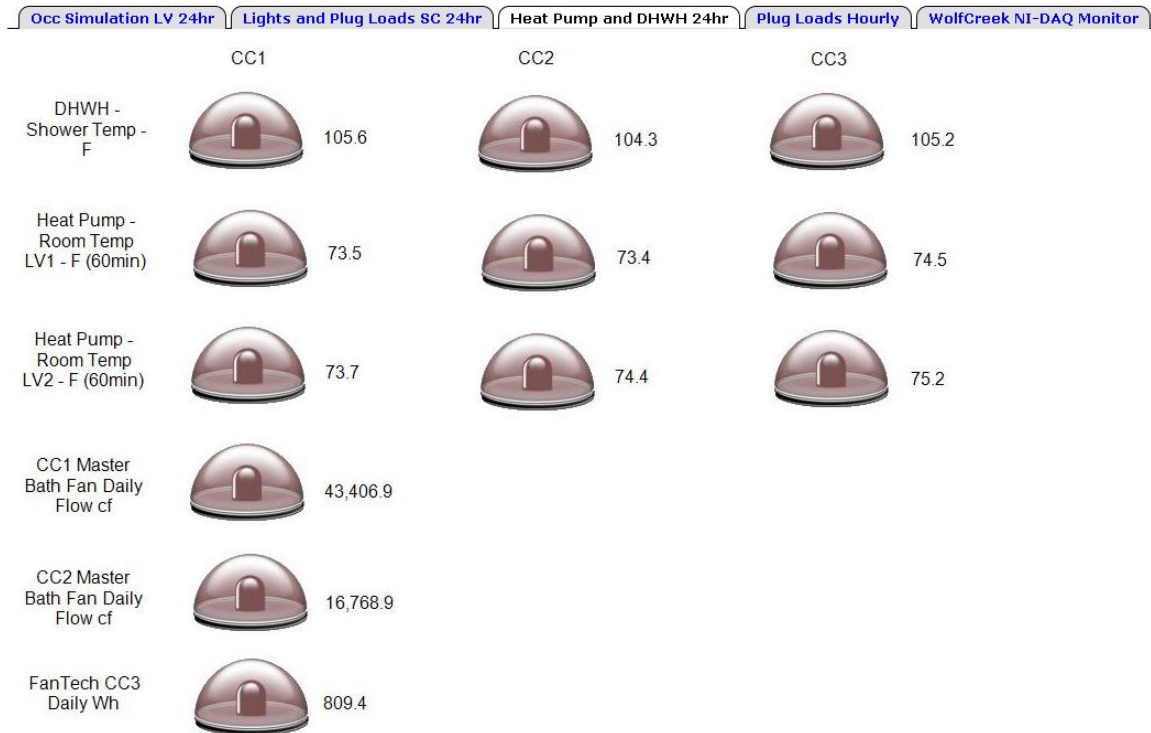 Occ Simulation LV 24hr
Lights and Plug Loads SC 24hr
Heat Pump and DHWH 24hr
Plug Loads Hourly
WolfCreek NI-DAQ Monitor
CC1
CC2
CC3
DHWH -
Shower Temp -
F
105.6
104.3
105.2
Heat Pump -
Room Temp
LV1 - F (60min)
73.5
73.4
74.5
Heat Pump -
Room Temp
LV2 - F (60min)
73.7
74.4
75.2
CC1 Master
Bath Fan Daily
Flow cf
43,406.9
CC2 Master
Bath Fan Daily
Flow cf
16,768.9
FanTech CC3
Daily Wh
809.4